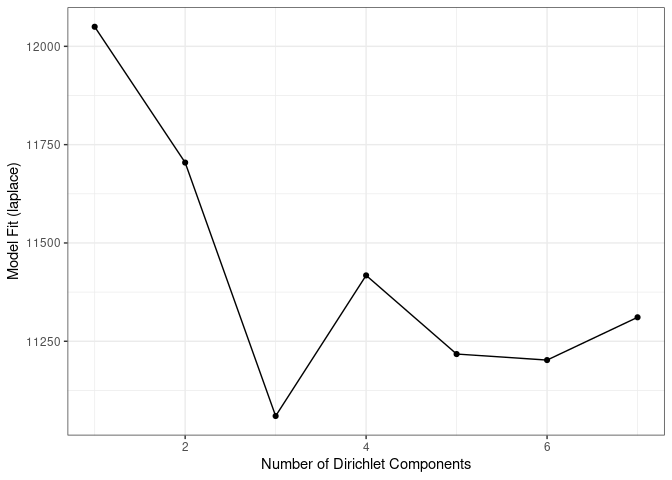 12000
11750
11500
11250
Model Fit (laplace)
2 4 6
Number of Dirichlet Components